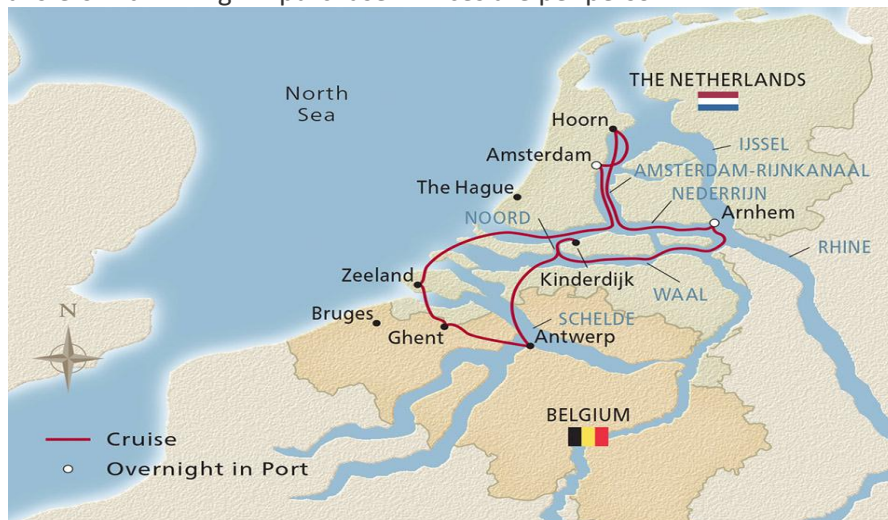 North
Sea
THE NETHERLANDS
Hoorn
IJSSEL
Amsterdam
AMSTERDAM-RIJNKANAAL
The Hague
NEDERRIJN
NOORD
Arnhem
RHINE
Zeeland
Kinderdijk
WAAL
Bruges
SCHELDE
Ghent
Antwerp
N
BELGIUM
Cruise
Overnight in Port